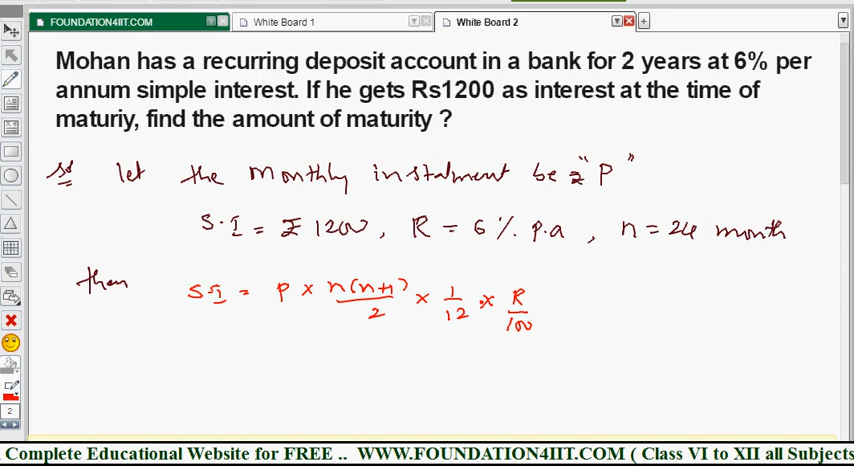 FOUNDATION4IIT.COM White Board 1 White Board 2
Mohan has a recurring deposit account in a bank for 2 years at 6% per
annum simple interest. If he gets Rs1200 as interest at the time of
maturiy, find the amount of maturity ?
Sol let the monthly instalment be "P"
S.I = ₹ 1200, R = 6 % p.a , n = 24 month
then S.I = P × n(n+1)/2 × 1/12 × R/100
2
Complete Educational Website for FREE .. WWW.FOUNDATION4IIT.COM ( Class VI to XII all Subjects